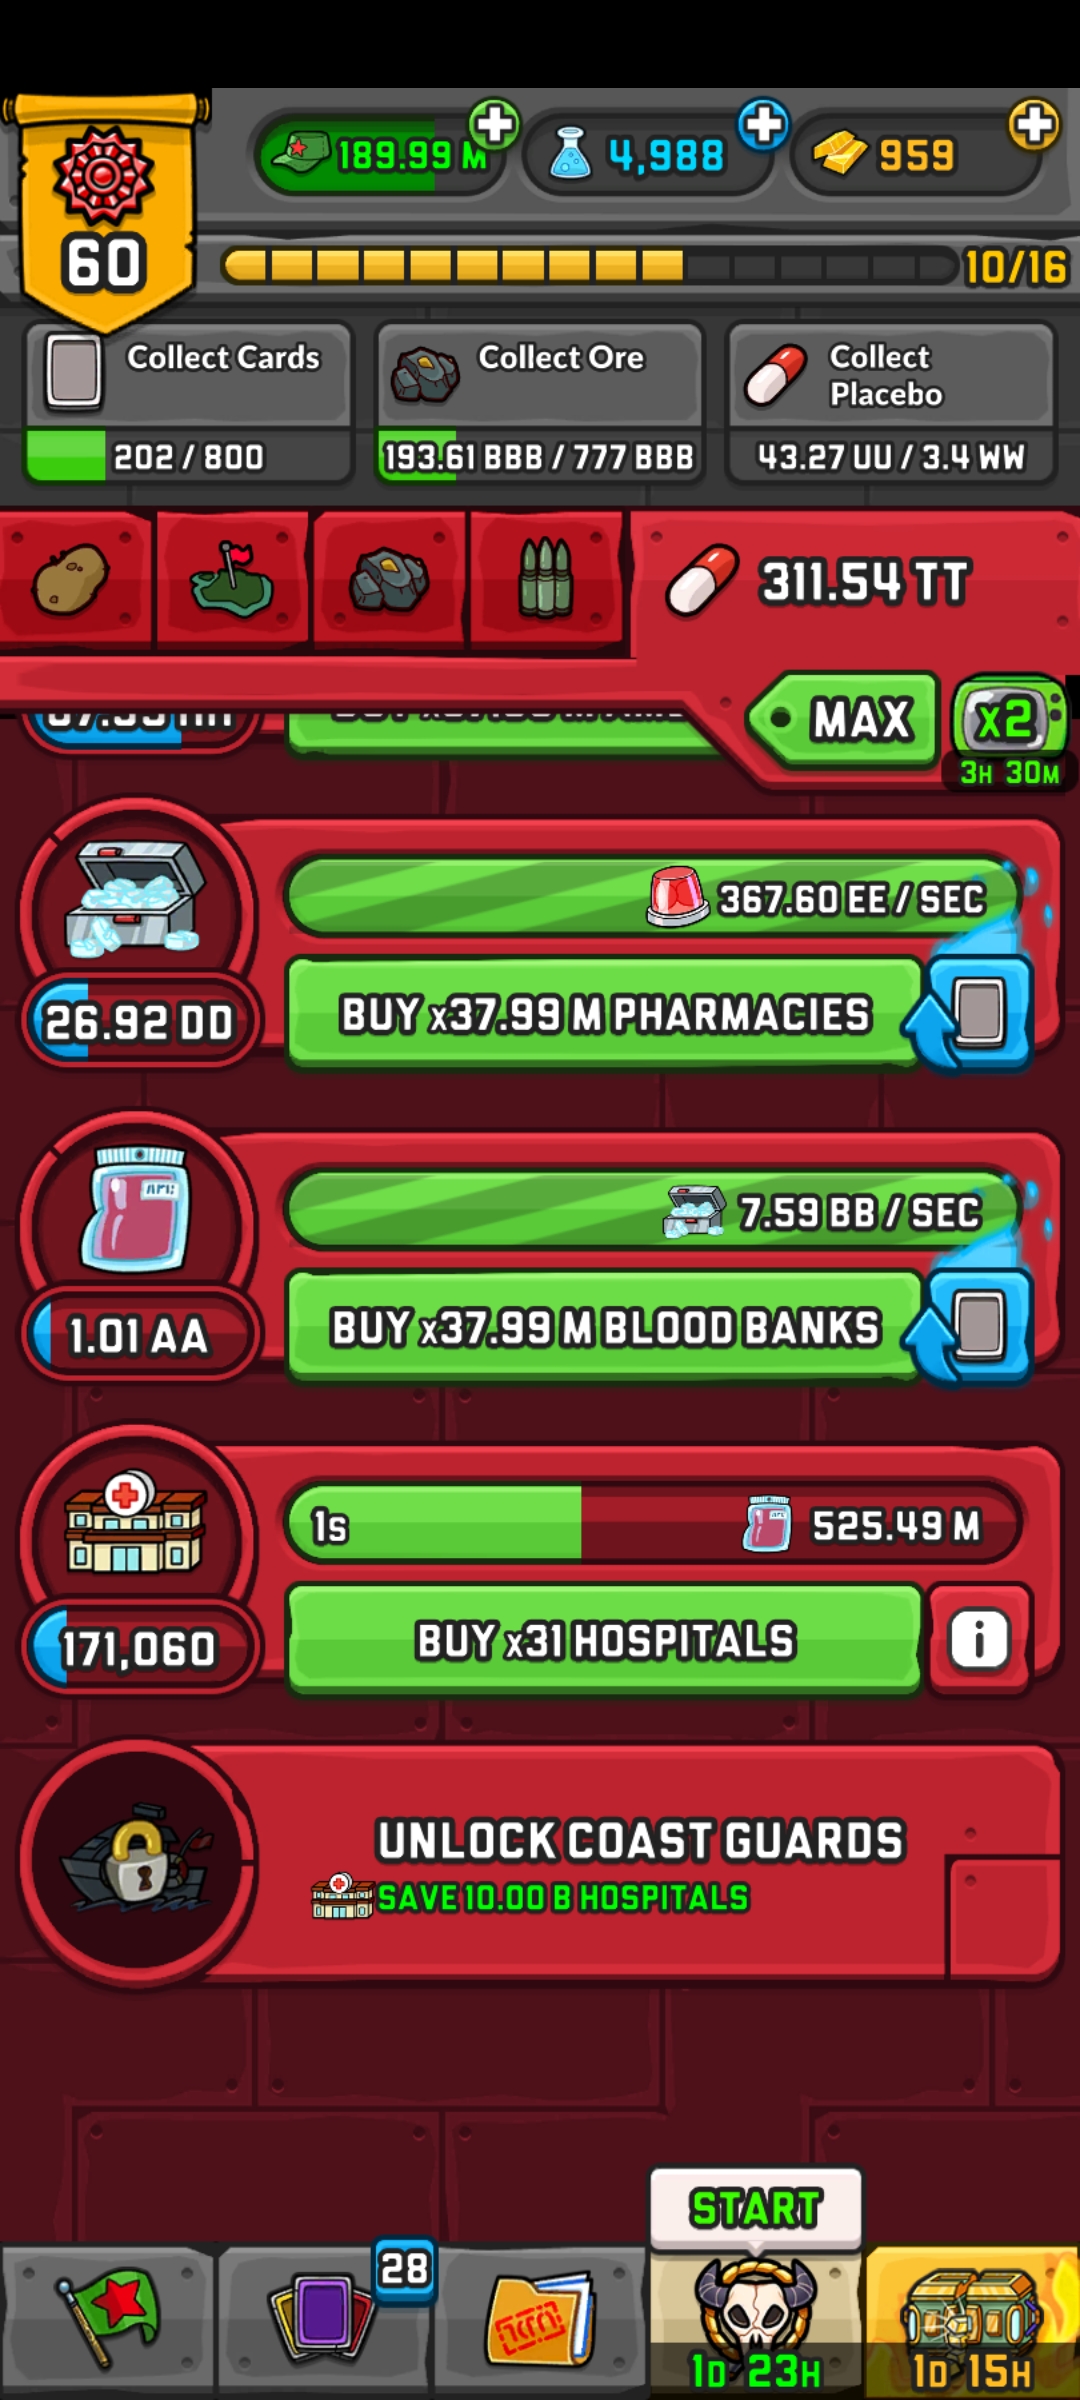 189.99 M
4,988
959
60
10/16
Collect Cards
202 / 800
Collect Ore
193.61 BBB / 777 BBB
Collect
Placebo
43.27 UU / 3.4 WW
311.54 TT
MAX
x2
3H 30M
367.60 EE / SEC
26.92 DD
BUY x37.99 M PHARMACIES
7.59 BB / SEC
1.01 AA
BUY x37.99 M BLOOD BANKS
1s
525.49 M
171,060
BUY x31 HOSPITALS
i
UNLOCK COAST GUARDS
SAVE 10.00 B HOSPITALS
START
28
1D 23H
1D 15H